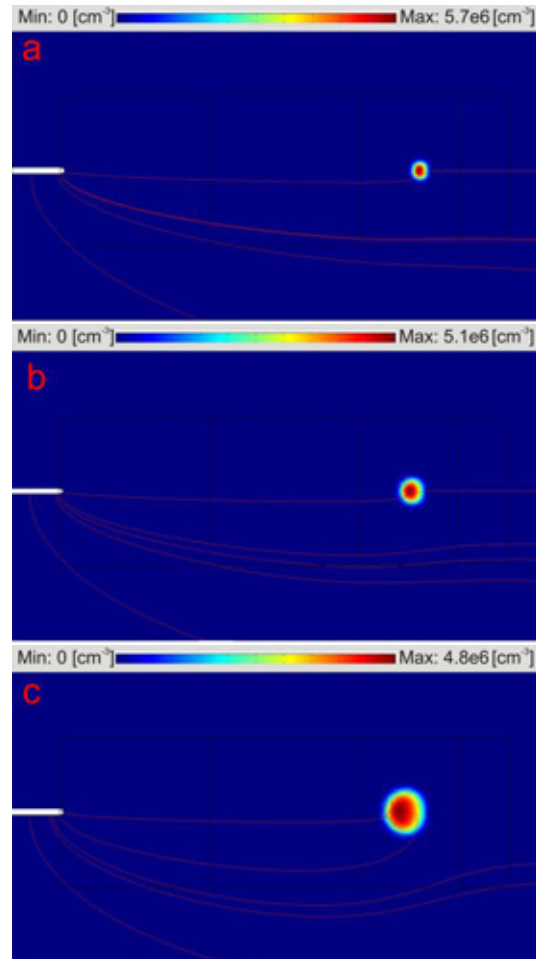 Min: 0 [cm⁻³] Max: 5.7e6 [cm⁻³]
a
Min: 0 [cm⁻³] Max: 5.1e6 [cm⁻³]
b
Min: 0 [cm⁻³] Max: 4.8e6 [cm⁻³]
c